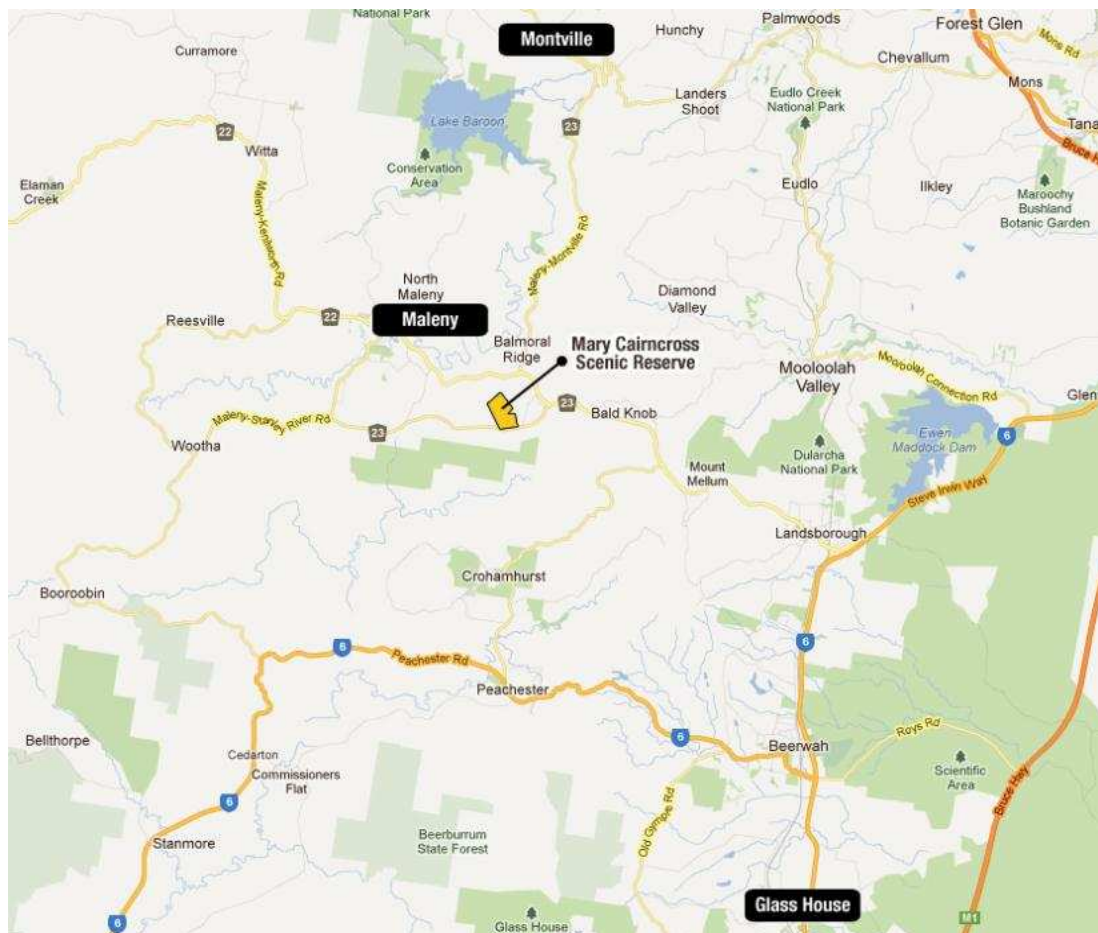 National Park
Montville
Hunchy
Palmwoods
Forest Glen
Mons Rd
Curramore
Chevallum
Mons
Landers
Shoot
Eudlo Creek
National Park
Tana
Bruce H
Lake Baroon
22
23
Witta
Conservation
Area
Elaman
Creek
Eudlo
Ilkley
Maroochy
Bushland
Botanic Garden
Maleny-Kenilworth Rd
Maleny-Montville Rd
North
Maleny
Diamond
Valley
Reesville
22
Maleny
Balmoral
Ridge
Mary Cairncross
Scenic Reserve
Mooloolah
Valley
Mooloolah Connection Rd
Glen
Maleny-Stanley River Rd
23
23
Bald Knob
6
Wootha
Ewen
Maddock Dam
Dularcha
National Park
Mount
Mellum
Steve Irwin Way
Landsborough
Crohamhurst
Booroobin
6
6
Peachester Rd
Peachester
6
Roys Rd
Bellthorpe
Beerwah
Cedarton
Commissioners
Flat
Scientific
Area
Bruce Hwy
6
Old Gympie Rd
Stanmore
Beerburrum
State Forest
Glass House
6
Glass House
M1